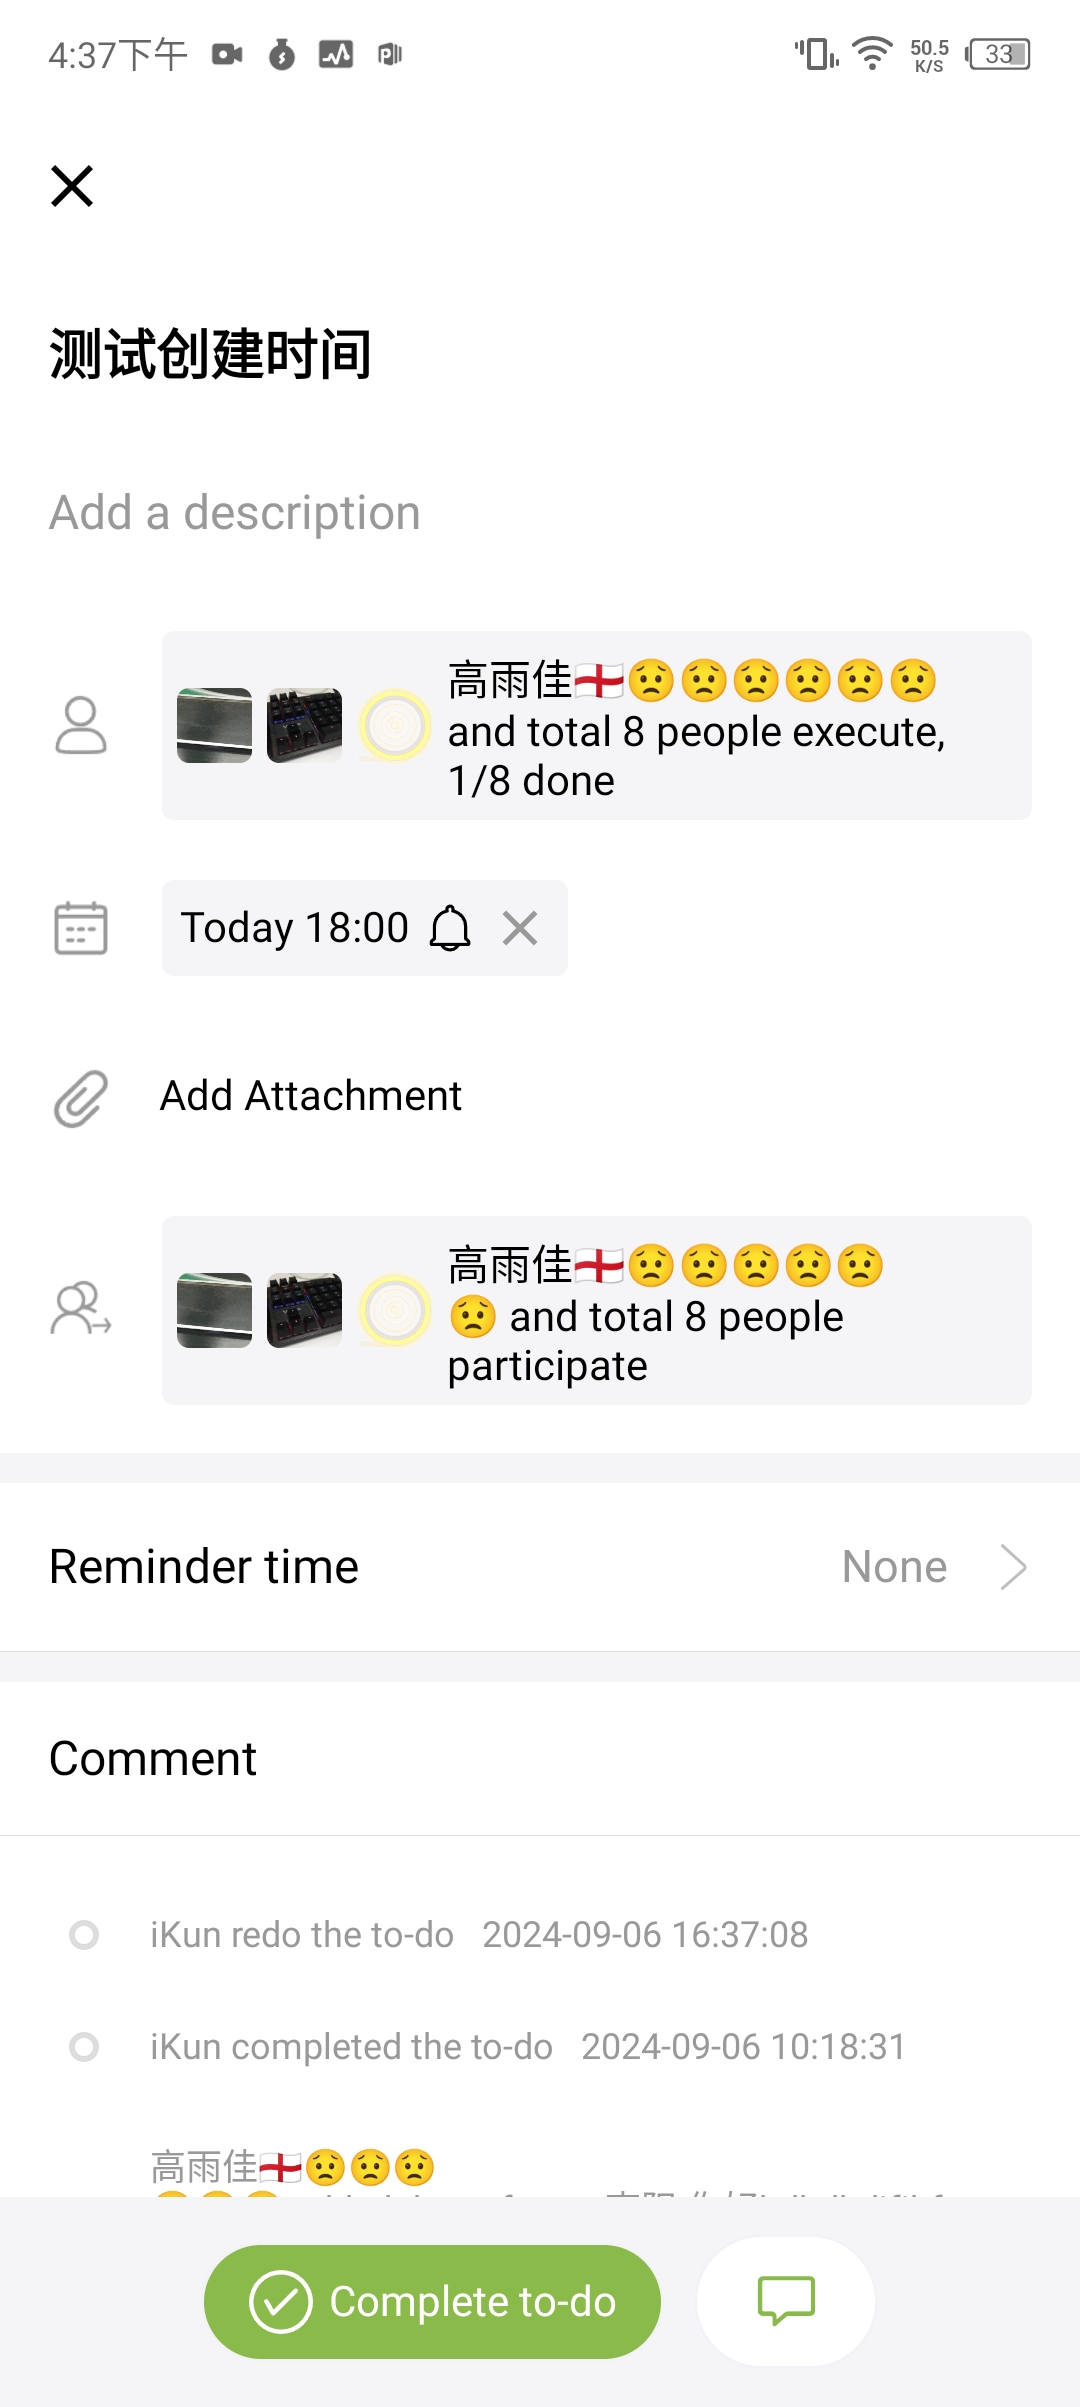 4:37下午
50.5
K/S
33
测试创建时间
Add a description
高雨佳🏴󠁧󠁢󠁥󠁮󠁧󠁿😟😟😟😟😟😟
and total 8 people execute,
1/8 done
Today 18:00
Add Attachment
高雨佳🏴󠁧󠁢󠁥󠁮󠁧󠁿😟😟😟😟😟
😟 and total 8 people
participate
Reminder time None
Comment
iKun redo the to-do 2024-09-06 16:37:08
iKun completed the to-do 2024-09-06 10:18:31
高雨佳🏴󠁧󠁢󠁥󠁮󠁧󠁿😟😟😟
Complete to-do